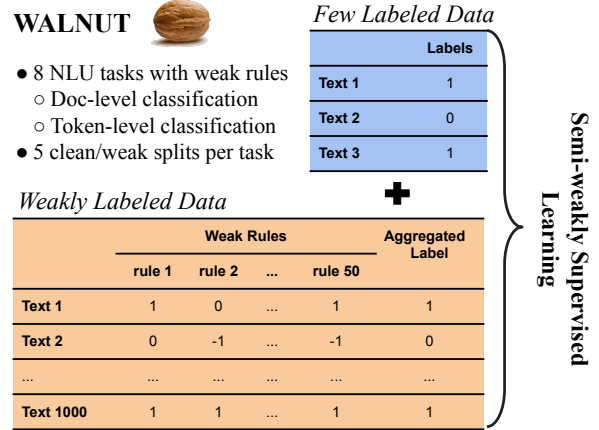 WALNUT
● 8 NLU tasks with weak rules
○ Doc-level classification
○ Token-level classification
● 5 clean/weak splits per task
Few Labeled Data
Labels
Text 1 1
Text 2 0
Text 3 1
+
Weakly Labeled Data
Weak Rules Aggregated
Label
rule 1 rule 2 ... rule 50
Text 1 1 0 ... 1 1
Text 2 0 -1 ... -1 0
... ... ... ... ... ...
Text 1000 1 1 ... 1 1
Semi-weakly Supervised
Learning